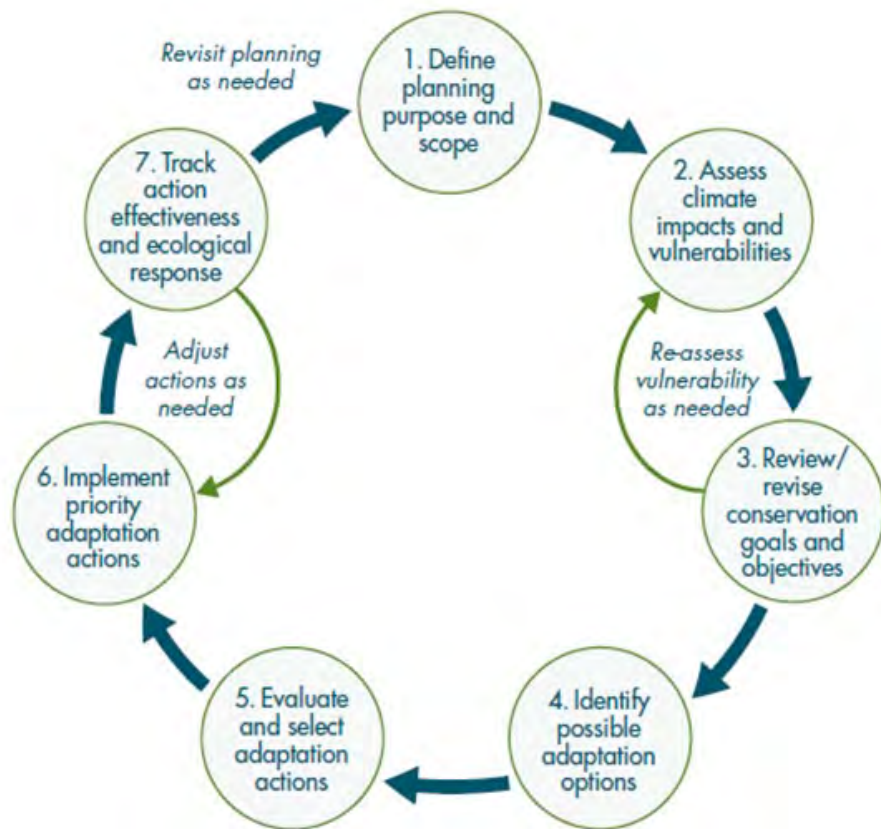 Revisit planning
as needed
1. Define
planning
purpose and
scope
2. Assess
climate
impacts and
vulnerabilities
Re-assess
vulnerability
as needed
3. Review/
revise
conservation
goals and
objectives
4. Identify
possible
adaptation
options
5. Evaluate
and select
adaptation
actions
6. Implement
priority
adaptation
actions
Adjust
actions as
needed
7. Track
action
effectiveness
and ecological
response